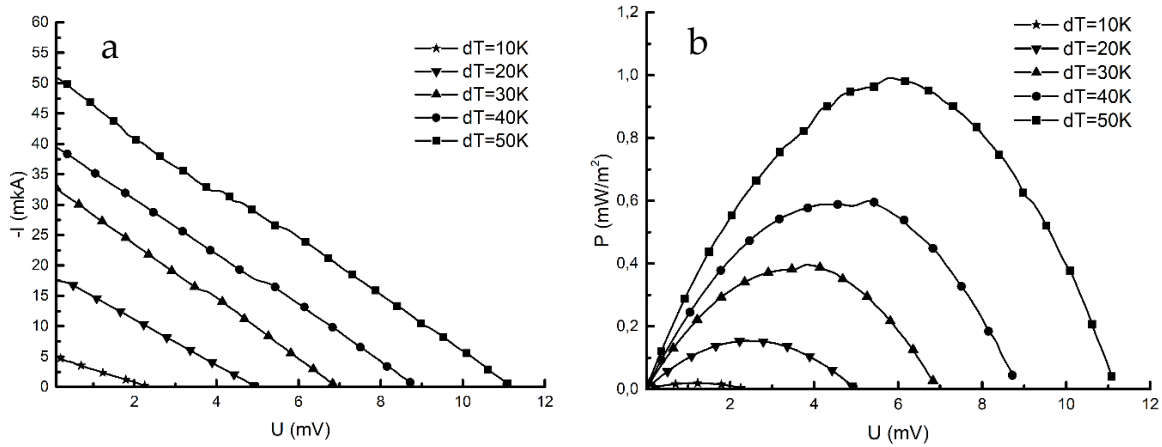 a
-I (mkA)
60
55
50
45
40
35
30
25
20
15
10
5
0
2 4 6 8 10 12
U (mV)
dT=10K
dT=20K
dT=30K
dT=40K
dT=50K
b
P (mW/m²)
1,2
1,0
0,8
0,6
0,4
0,2
0,0
2 4 6 8 10 12
U (mV)
dT=10K
dT=20K
dT=30K
dT=40K
dT=50K